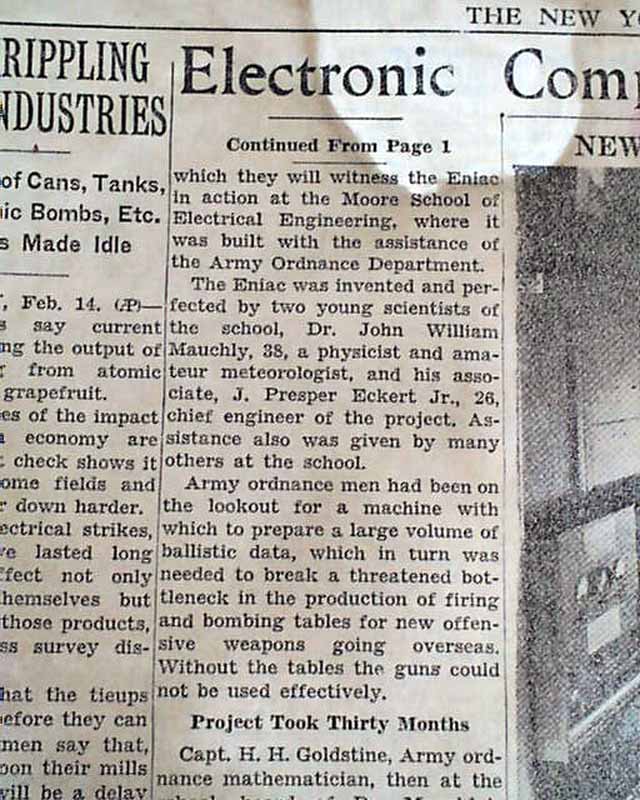 THE NEW
RIPPLING
NDUSTRIES
of Cans, Tanks,
ic Bombs, Etc.
s Made Idle
Feb. 14. (AP)—
s say current
ng the output of
from atomic
grapefruit.
es of the impact
economy are
check shows it
ome fields and
r down harder.
ectrical strikes,
ve lasted long
ffect not only
hemselves but
those products,
ss survey dis-
hat the tieups
efore they can
men say that,
oon their mills
will be a delay
Electronic Comp
Continued From Page 1
which they will witness the Eniac
in action at the Moore School of
Electrical Engineering, where it
was built with the assistance of
the Army Ordnance Department.
The Eniac was invented and per-
fected by two young scientists of
the school, Dr. John William
Mauchly, 38, a physicist and ama-
teur meteorologist, and his asso-
ciate, J. Presper Eckert Jr., 26,
chief engineer of the project. As-
sistance also was given by many
others at the school.
Army ordnance men had been on
the lookout for a machine with
which to prepare a large volume of
ballistic data, which in turn was
needed to break a threatened bot-
tleneck in the production of firing
and bombing tables for new offen-
sive weapons going overseas.
Without the tables the guns could
not be used effectively.
Project Took Thirty Months
Capt. H. H. Goldstine, Army ord-
nance mathematician, then at the
NEW